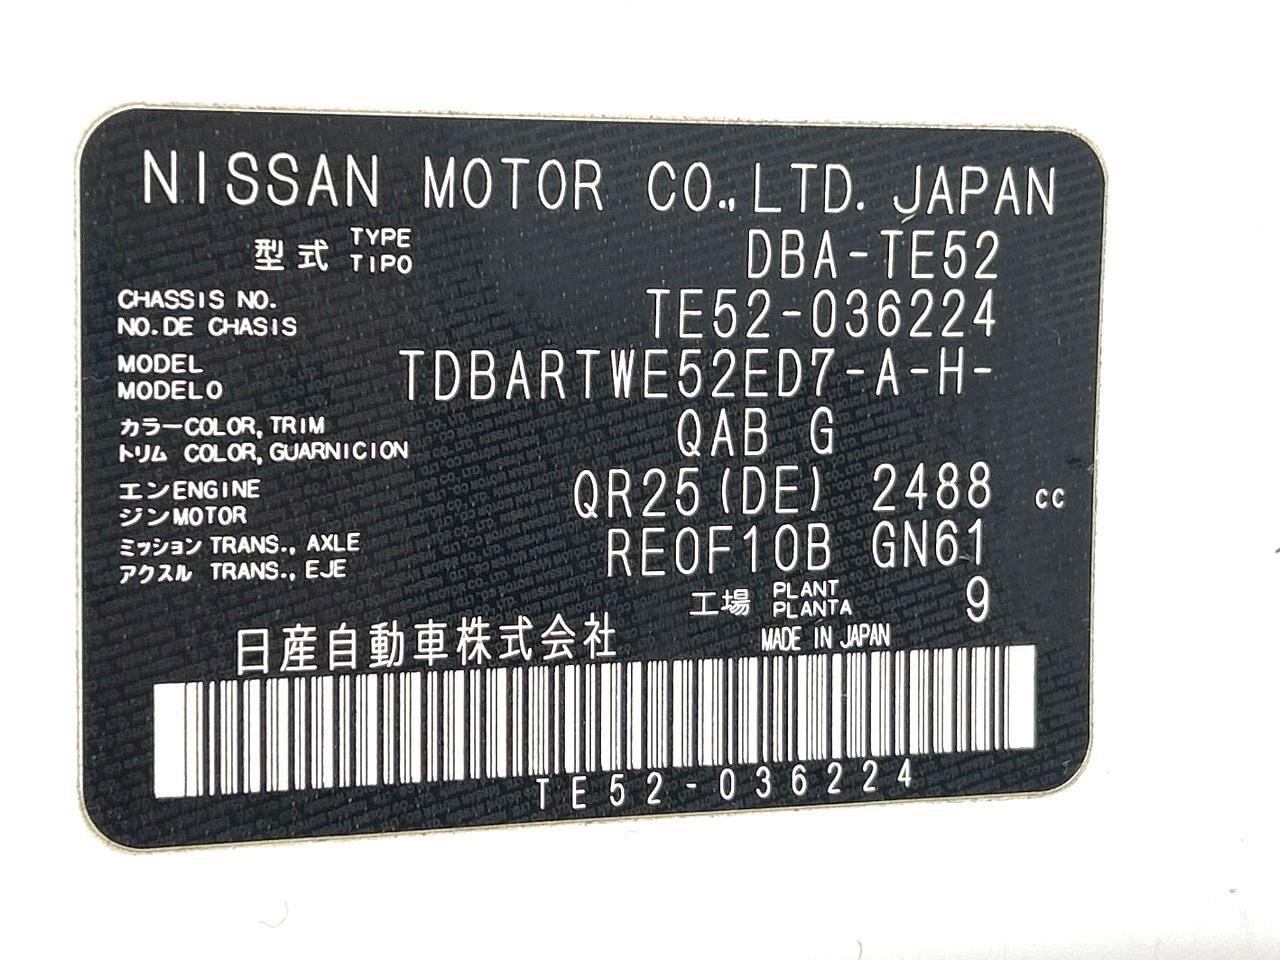 NISSAN MOTOR CO.,LTD. JAPAN
型式 TYPE TIPO DBA-TE52
CHASSIS NO. TE52-036224
NO. DE CHASIS
MODEL TDBARTWE52ED7-A-H-
MODELO
カラーCOLOR, TRIM QAB G
トリム COLOR, GUARNICION
エンENGINE QR25(DE) 2488 cc
ジンMOTOR
ミッション TRANS., AXLE RE0F10B GN61
アクスル TRANS., EJE
工場 PLANT PLANTA 9
日産自動車株式会社 MADE IN JAPAN
TE52-036224